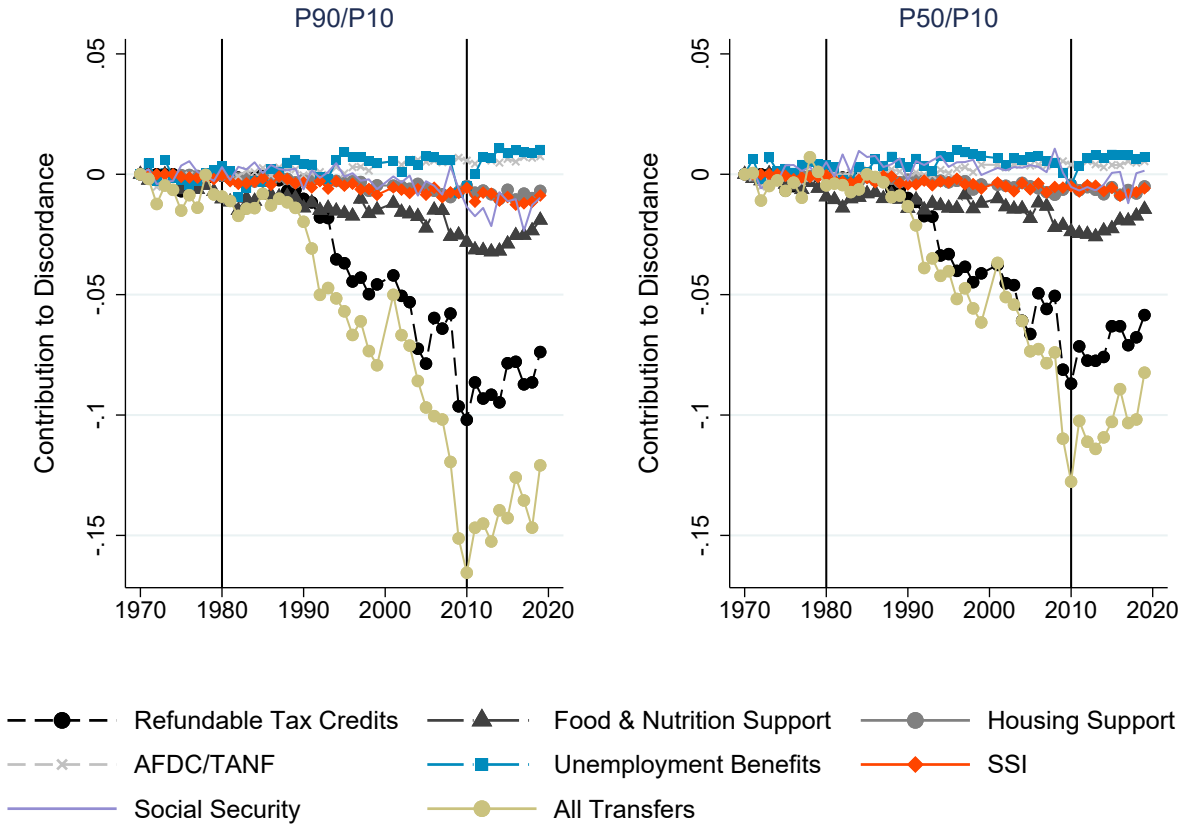 P90/P10
P50/P10
Contribution to Discordance
.05
0
-.05
-.1
-.15
1970 1980 1990 2000 2010 2020
Contribution to Discordance
.05
0
-.05
-.1
-.15
1970 1980 1990 2000 2010 2020
Refundable Tax Credits Food & Nutrition Support Housing Support
AFDC/TANF Unemployment Benefits SSI
Social Security All Transfers